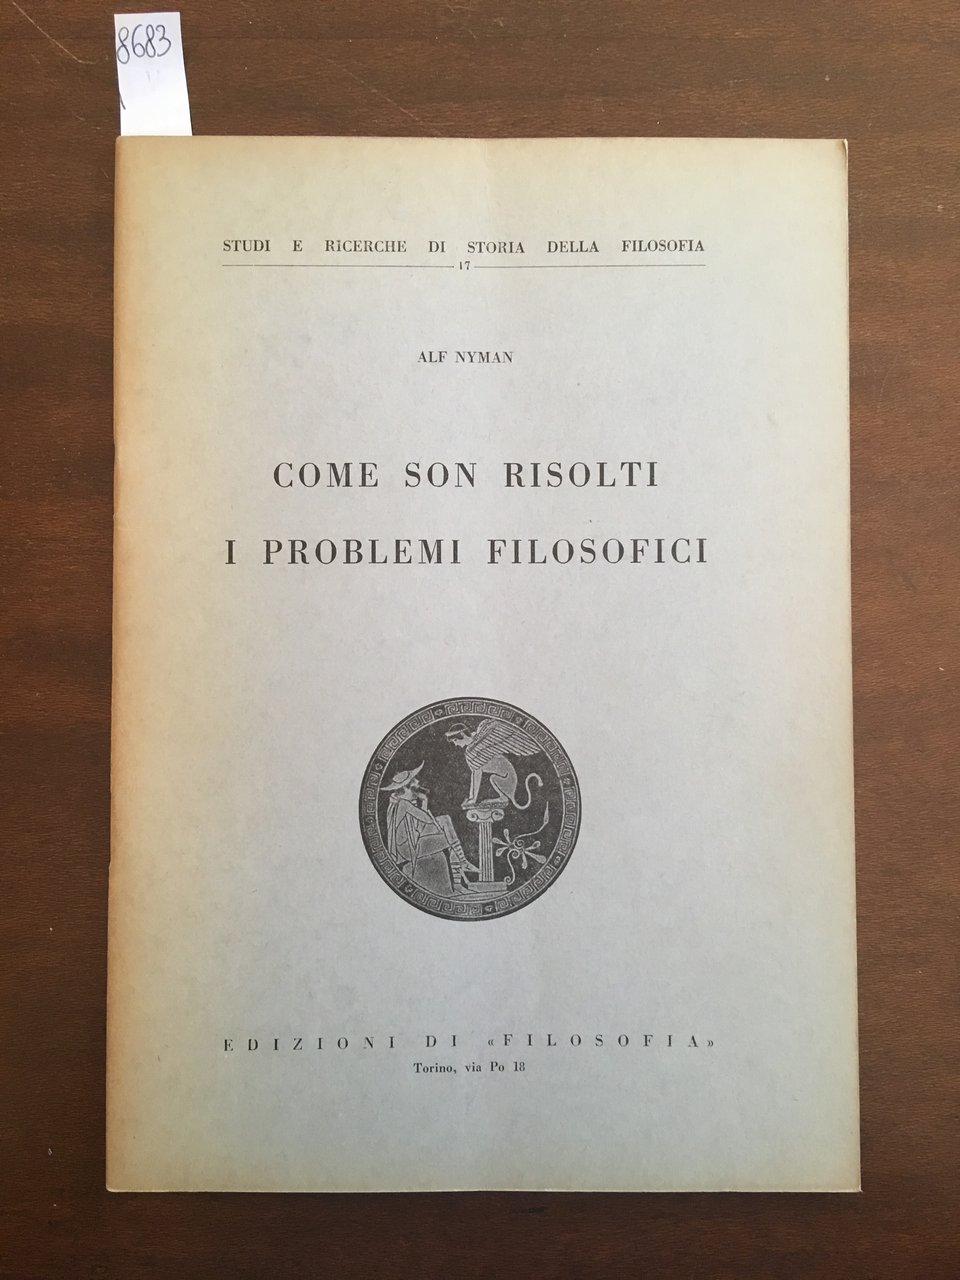 8683
STUDI E RICERCHE DI STORIA DELLA FILOSOFIA
17
ALF NYMAN
COME SON RISOLTI
I PROBLEMI FILOSOFICI
EDIZIONI DI «FILOSOFIA»
Torino, via Po 18